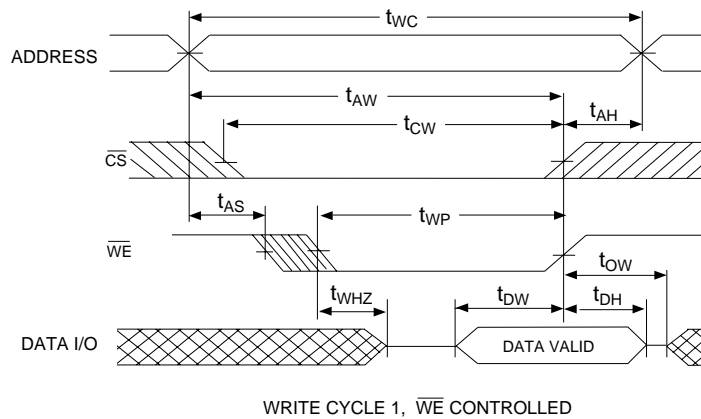 tWC
ADDRESS
tAW
tCW
tAH
CS
tAS
tWP
WE
tOW
tWHZ
tDW
tDH
DATA I/O
DATA VALID
WRITE CYCLE 1, WE CONTROLLED